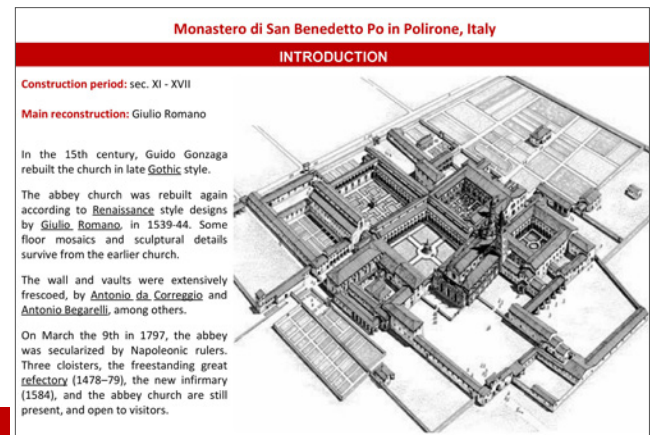 Monastero di San Benedetto Po in Polirone, Italy
INTRODUCTION
Construction period: sec. XI - XVII
Main reconstruction: Giulio Romano
In the 15th century, Guido Gonzaga
rebuilt the church in late Gothic style.
The abbey church was rebuilt again
according to Renaissance style designs
by Giulio Romano, in 1539-44. Some
floor mosaics and sculptural details
survive from the earlier church.
The wall and vaults were extensively
frescoed, by Antonio da Correggio and
Antonio Begarelli, among others.
On March the 9th in 1797, the abbey
was secularized by Napoleonic rulers.
Three cloisters, the freestanding great
refectory (1478–79), the new infirmary
(1584), and the abbey church are still
present, and open to visitors.